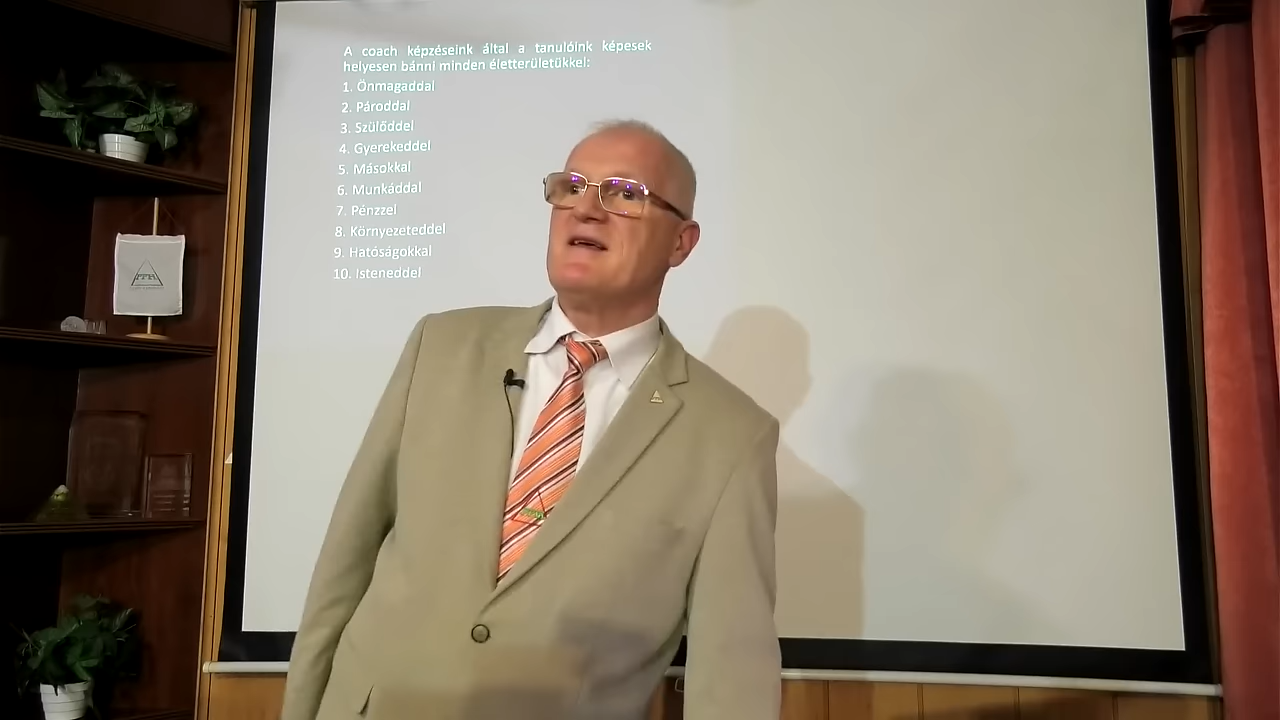 A coach képzéseink által a tanulóink képesek
helyesen bánni minden életterületükkel:
1. Önmagaddal
2. Pároddal
3. Szülőddel
4. Gyerekeddel
5. Másokkal
6. Munkáddal
7. Pénzzel
8. Környezeteddel
9. Hatóságokkal
10. Isteneddel